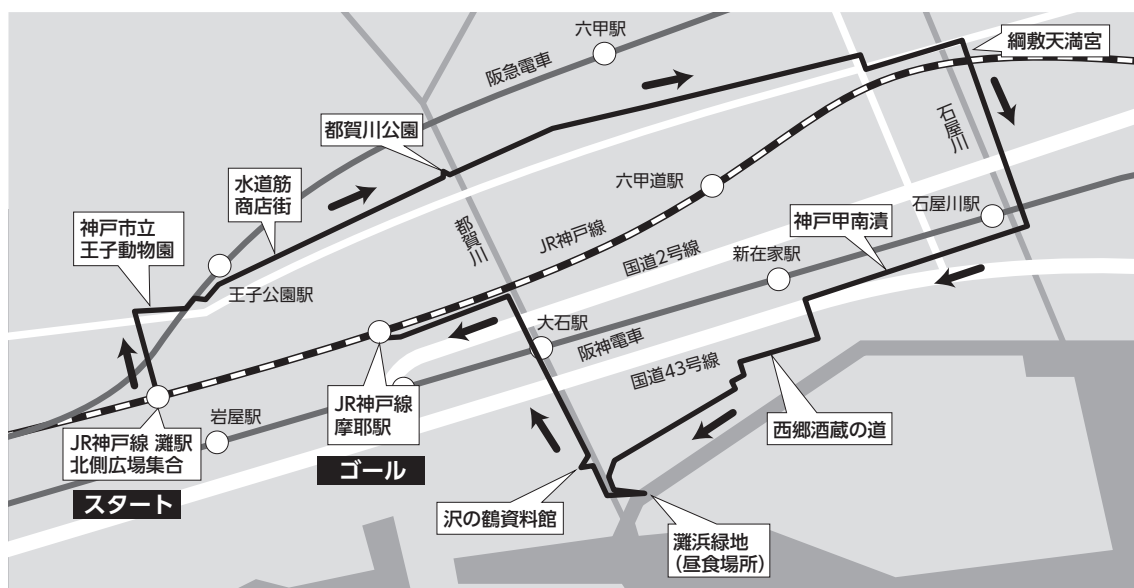 六甲駅
阪急電車
綱敷天満宮
都賀川公園
石屋川
水道筋
商店街
六甲道駅
神戸市立
王子動物園
都賀川
JR神戸線
石屋川駅
神戸甲南漬
国道2号線
新在家駅
王子公園駅
大石駅
阪神電車
国道43号線
岩屋駅
JR神戸線
摩耶駅
JR神戸線 灘駅
北側広場集合
西郷酒蔵の道
ゴール
スタート
沢の鶴資料館
灘浜緑地
(昼食場所)